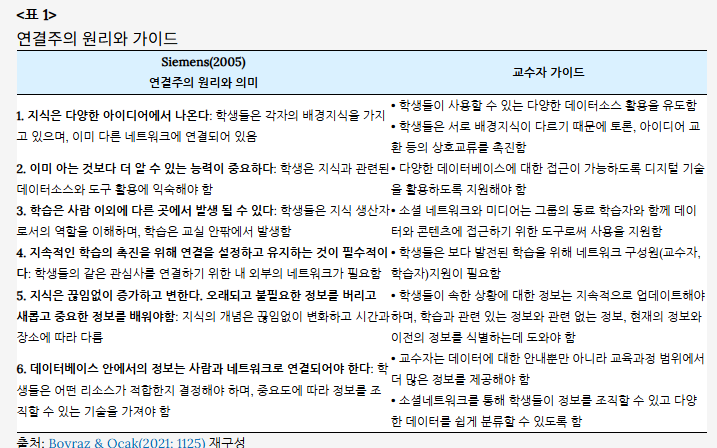 <표 1>
연결주의 원리와 가이드
Siemens(2005)
연결주의 원리와 의미
교수자 가이드
1. 지식은 다양한 아이디어에서 나온다: 학생들은 각자의 배경지식을 가지
고 있으며, 이미 다른 네트워크에 연결되어 있음
• 학생들이 사용할 수 있는 다양한 데이터소스 활용을 유도함
• 학생들은 서로 배경지식이 다르기 때문에 토론, 아이디어 교
환 등의 상호교류를 촉진함
2. 이미 아는 것보다 더 알 수 있는 능력이 중요하다: 학생은 지식과 관련된
데이터소스와 도구 활용에 익숙해야 함
• 다양한 데이터베이스에 대한 접근이 가능하도록 디지털 기술
을 활용하도록 지원해야 함
3. 학습은 사람 이외에 다른 곳에서 발생 될 수 있다: 학생들은 지식 생산자
로서의 역할을 이해하며, 학습은 교실 안팎에서 발생함
• 소셜 네트워크와 미디어는 그룹의 동료 학습자와 함께 데이
터와 콘텐츠에 접근하기 위한 도구로써 사용을 지원함
4. 지속적인 학습의 촉진을 위해 연결을 설정하고 유지하는 것이 필수적이
다: 학생들의 같은 관심사를 연결하기 위한 내 외부의 네트워크가 필요함
• 학생들은 보다 발전된 학습을 위해 네트워크 구성원(교수자,
학습자)지원이 필요함
5. 지식은 끊임없이 증가하고 변한다. 오래되고 불필요한 정보를 버리고
새롭고 중요한 정보를 배워야함: 지식의 개념은 끊임없이 변화하고 시간과
장소에 따라 다름
• 학생들이 속한 상황에 대한 정보는 지속적으로 업데이트해야
하며, 학습과 관련 있는 정보와 관련 없는 정보, 현재의 정보와
이전의 정보를 식별하는데 도와야 함
6. 데이터베이스 안에서의 정보는 사람과 네트워크로 연결되어야 한다: 학
생들은 어떤 리소스가 적합한지 결정해야 하며, 중요도에 따라 정보를 조
직할 수 있는 기술을 가져야 함
• 교수자는 데이터에 대한 안내뿐만 아니라 교육과정 범위에서
더 많은 정보를 제공해야 함
• 소셜네트워크를 통해 학생들이 정보를 조직할 수 있고 다양
한 데이터를 쉽게 분류할 수 있도록 함
출처: Boyraz & Ocak(2021: 1125) 재구성